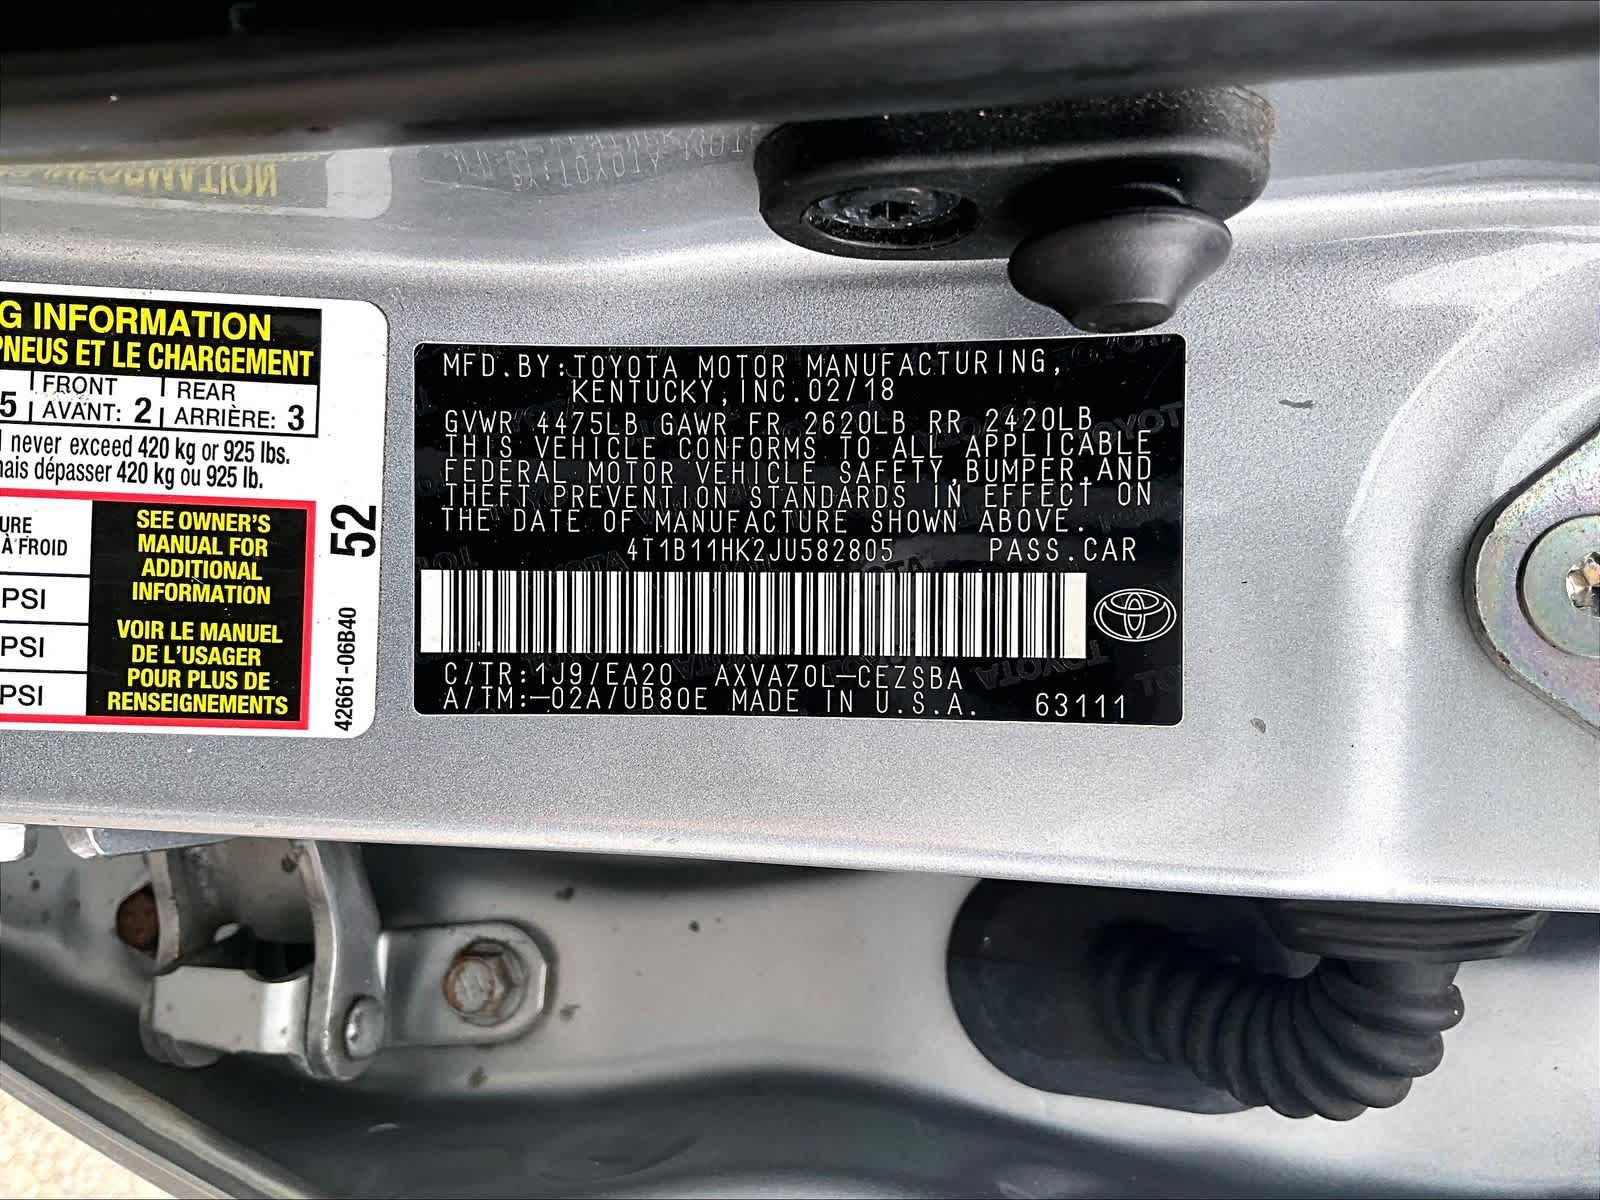 G INFORMATION
PNEUS ET LE CHARGEMENT
5 FRONT AVANT: 2 REAR ARRIÈRE: 3
never exceed 420 kg or 925 lbs.
mais dépasser 420 kg ou 925 lb.
URE
À FROID
PSI
PSI
PSI
SEE OWNER'S
MANUAL FOR
ADDITIONAL
INFORMATION
VOIR LE MANUEL
DE L'USAGER
POUR PLUS DE
RENSEIGNEMENTS
52
42661-06B40
MFD.BY:TOYOTA MOTOR MANUFACTURING,
KENTUCKY,INC.02/18
GVWR 4475LB GAWR FR 2620LB RR 2420LB
THIS VEHICLE CONFORMS TO ALL APPLICABLE
FEDERAL MOTOR VEHICLE SAFETY,BUMPER,AND
THEFT PREVENTION STANDARDS IN EFFECT ON
THE DATE OF MANUFACTURE SHOWN ABOVE.
4T1B11HK2JU582805 PASS.CAR
C/TR:1J9/EA20 AXVA70L-CEZSBA
A/TM:-02A/UB80E MADE IN U.S.A. 63111